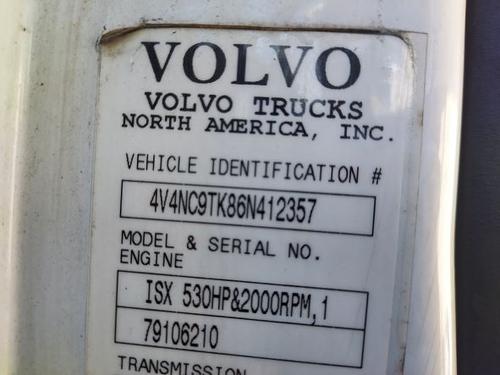 VOLVO
VOLVO TRUCKS
NORTH AMERICA, INC.
VEHICLE IDENTIFICATION #
4V4NC9TK86N412357
MODEL & SERIAL NO.
ENGINE
ISX 530HP&2000RPM,1
79106210
TRANSMISSION